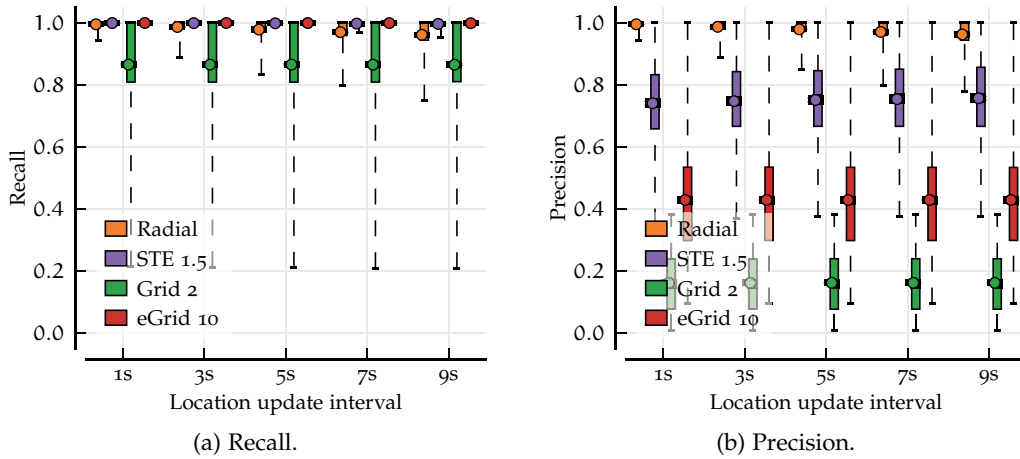 1.0
0.8
0.6
0.4
0.2
0.0
Recall
Radial
STE 1.5
Grid 2
eGrid 10
1s 3s 5s 7s 9s
Location update interval
(a) Recall.
1.0
0.8
0.6
0.4
0.2
0.0
Precision
Radial
STE 1.5
Grid 2
eGrid 10
1s 3s 5s 7s 9s
Location update interval
(b) Precision.